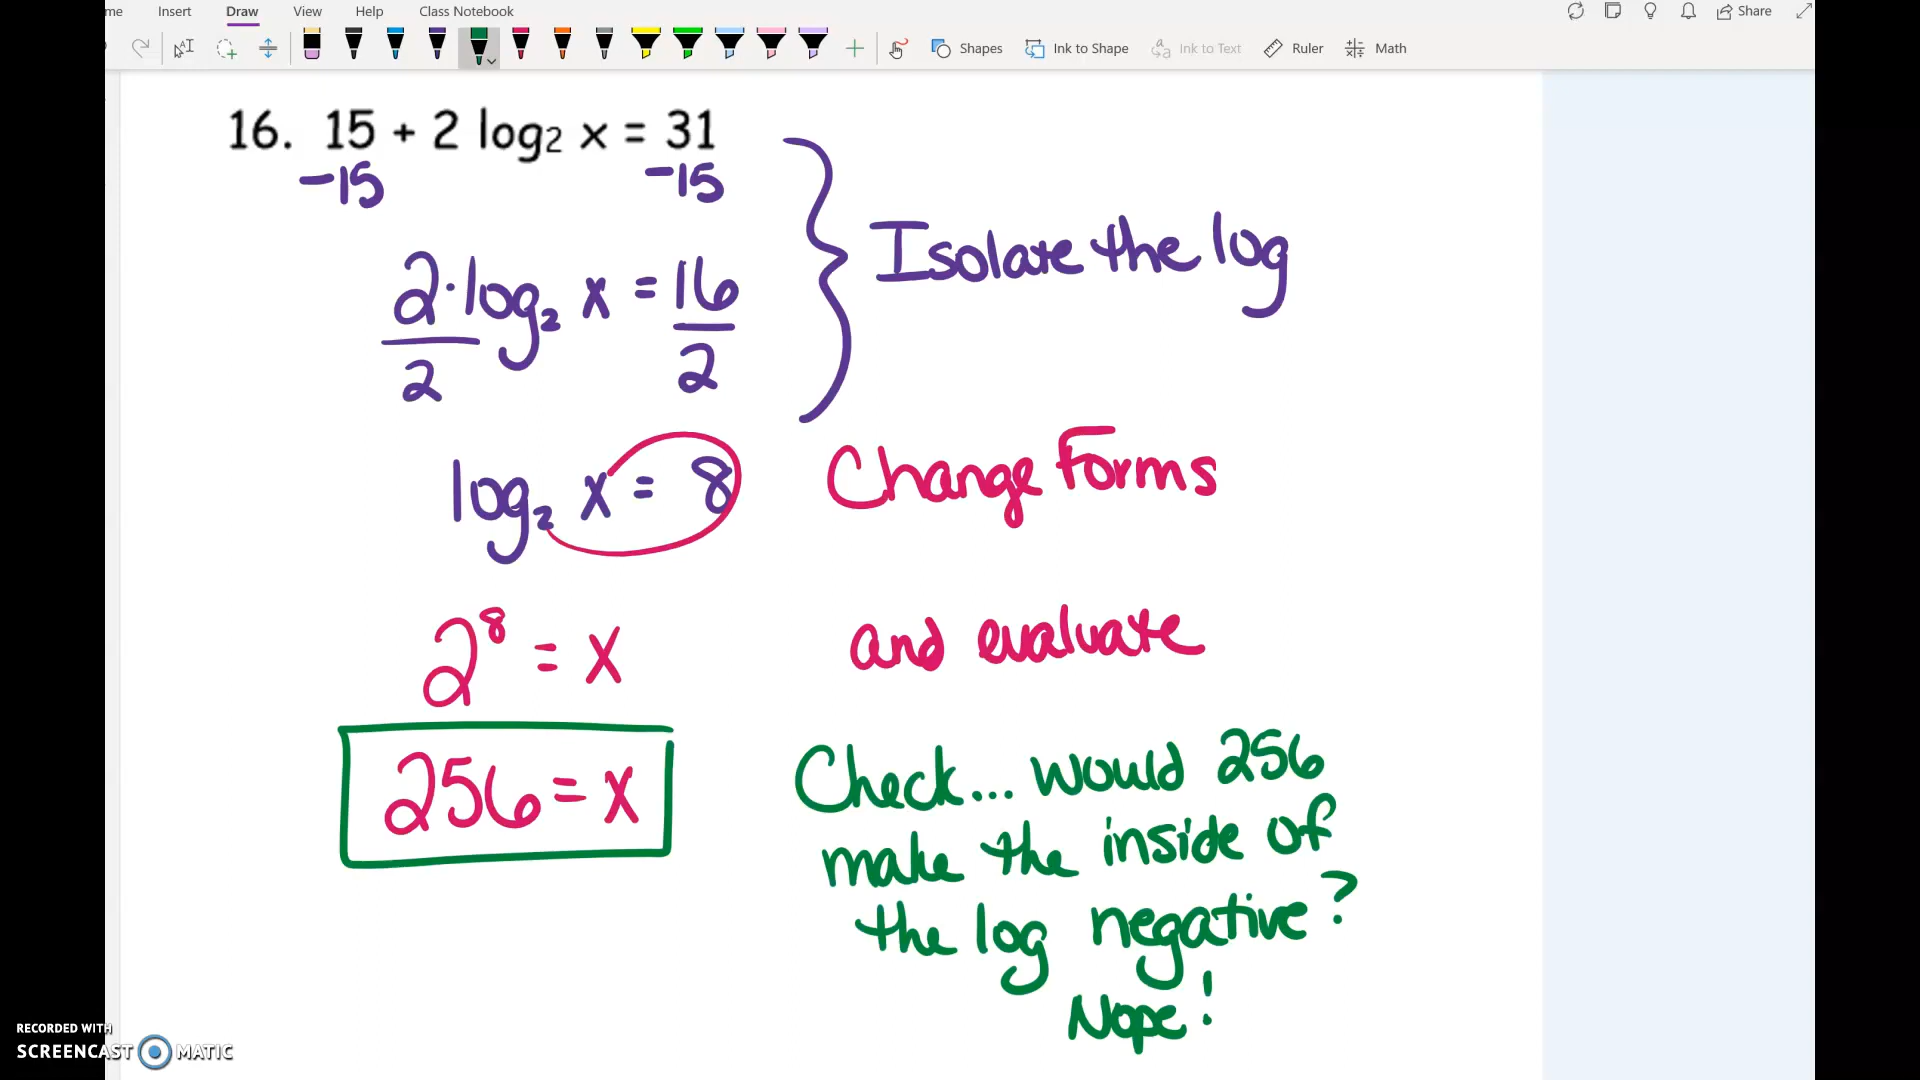 me Insert Draw View Help Class Notebook Share
Shapes Ink to Shape Ink to Text Ruler Math
16. 15 + 2 log₂ x = 31
-15 -15
2·log₂ x = 16
2 2
Isolate the log
log₂ x = 8 Change Forms
2⁸ = x and evaluate
256 = x Check... would 256
make the inside of
the log negative?
Nope!
RECORDED WITH
SCREENCAST MATIC